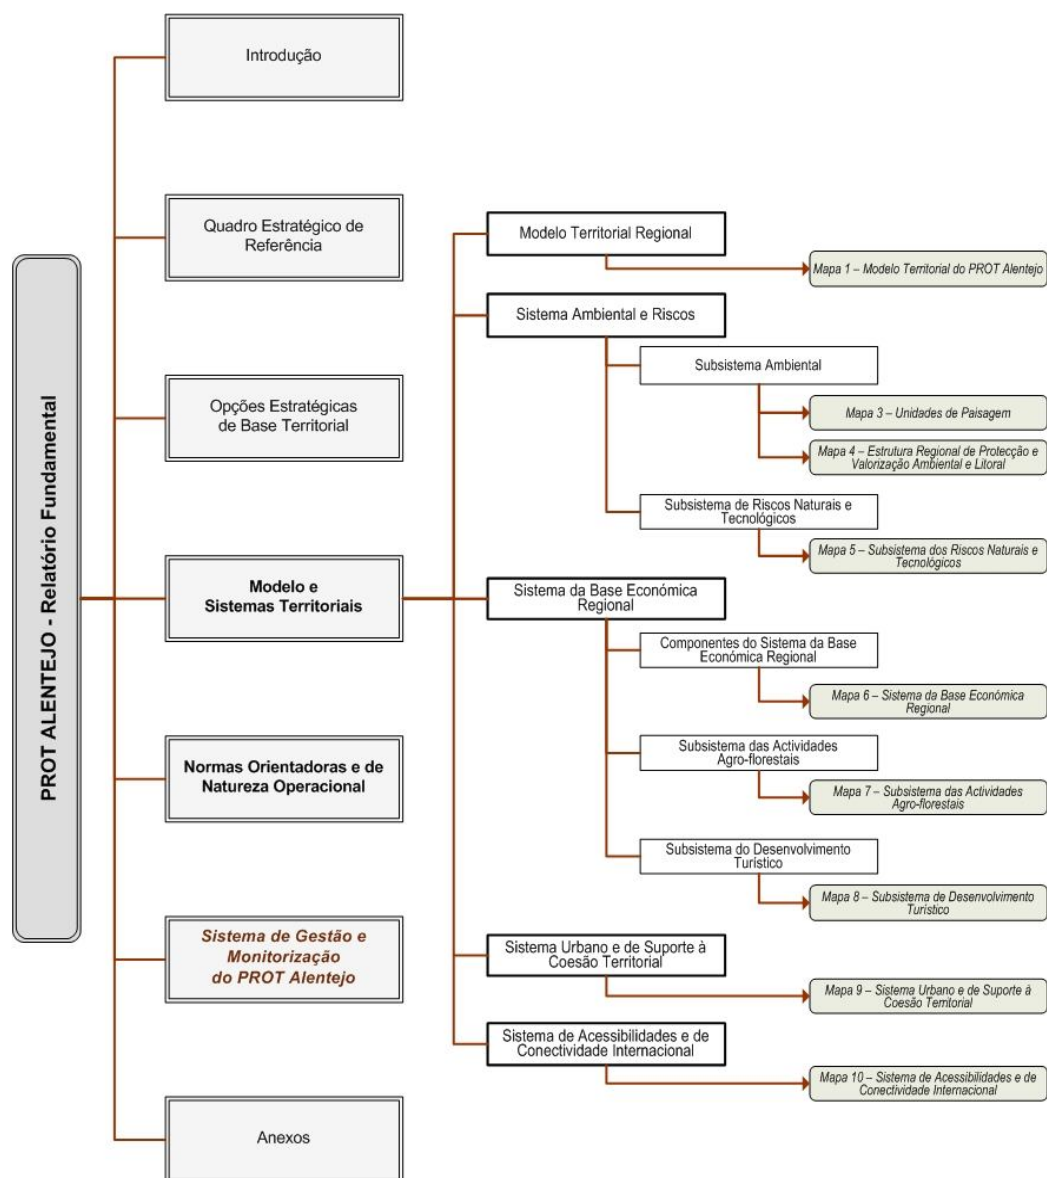 PROT ALENTEJO - Relatório Fundamental
Introdução
Quadro Estratégico de
Referência
Opções Estratégicas
de Base Territorial
Modelo e
Sistemas Territoriais
Normas Orientadoras e de
Natureza Operacional
Sistema de Gestão e
Monitorização
do PROT Alentejo
Anexos
Modelo Territorial Regional
Mapa 1 – Modelo Territorial do PROT Alentejo
Sistema Ambiental e Riscos
Subsistema Ambiental
Mapa 3 – Unidades de Paisagem
Mapa 4 – Estrutura Regional de Protecção e
Valorização Ambiental e Litoral
Subsistema de Riscos Naturais e
Tecnológicos
Mapa 5 – Subsistema dos Riscos Naturais e
Tecnológicos
Sistema da Base Económica
Regional
Componentes do Sistema da Base
Económica Regional
Mapa 6 – Sistema da Base Económica
Regional
Subsistema das Actividades
Agro-florestais
Mapa 7 – Subsistema das Actividades
Agro-florestais
Subsistema do Desenvolvimento
Turístico
Mapa 8 – Subsistema de Desenvolvimento
Turístico
Sistema Urbano e de Suporte à
Coesão Territorial
Mapa 9 – Sistema Urbano e de Suporte à
Coesão Territorial
Sistema de Acessibilidades e de
Conectividade Internacional
Mapa 10 – Sistema de Acessibilidades e de
Conectividade Internacional